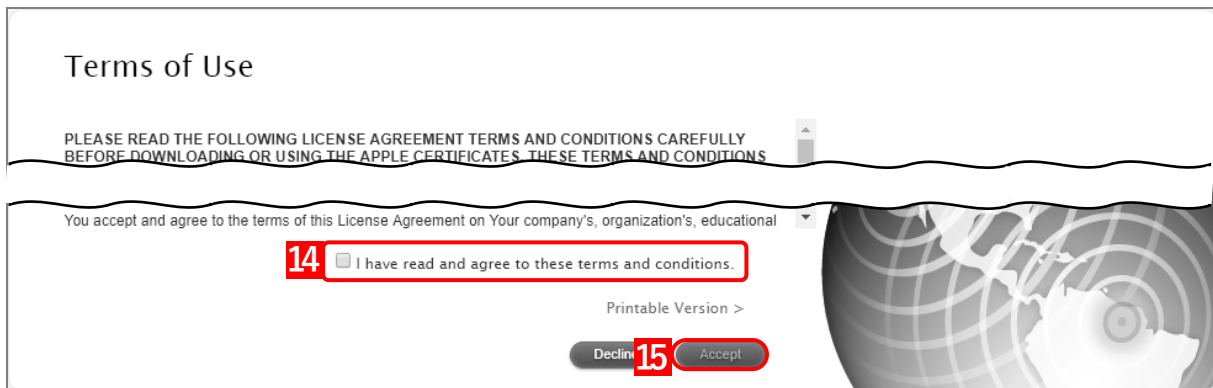 Terms of Use
PLEASE READ THE FOLLOWING LICENSE AGREEMENT TERMS AND CONDITIONS CAREFULLY
BEFORE DOWNLOADING OR USING THE APPLE CERTIFICATES. THESE TERMS AND CONDITIONS
You accept and agree to the terms of this License Agreement on Your company's, organization's, educational
14 I have read and agree to these terms and conditions.
Printable Version >
Decline 15 Accept